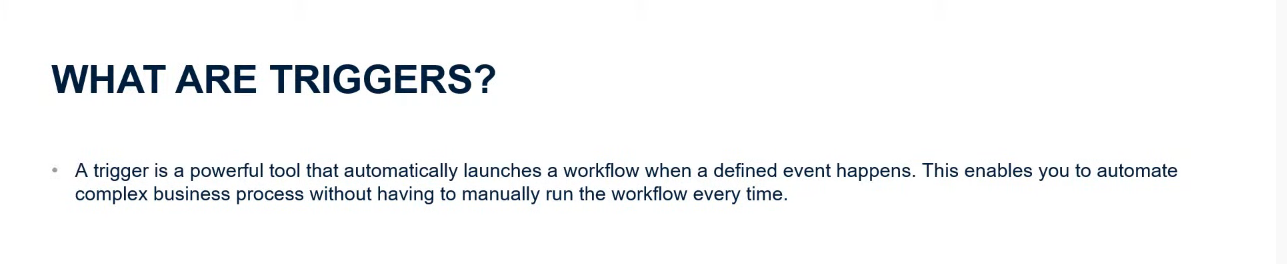 WHAT ARE TRIGGERS?
• A trigger is a powerful tool that automatically launches a workflow when a defined event happens. This enables you to automate
complex business process without having to manually run the workflow every time.